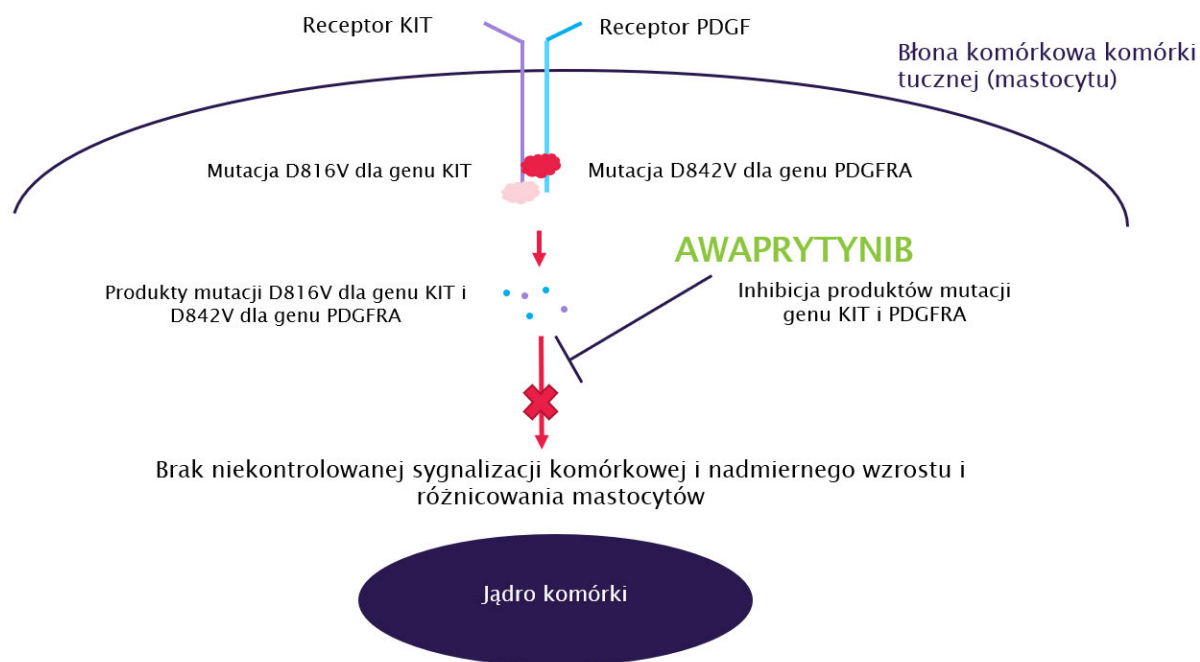 Receptor KIT
Receptor PDGF
Błona komórkowa komórki
tucznej (mastocytu)
Mutacja D816V dla genu KIT
Mutacja D842V dla genu PDGFRA
AWAPRYTYNIB
Produkty mutacji D816V dla genu KIT i
D842V dla genu PDGFRA
Inhibicja produktów mutacji
genu KIT i PDGFRA
Brak niekontrolowanej sygnalizacji komórkowej i nadmiernego wzrostu i
różnicowania mastocytów
Jądro komórki